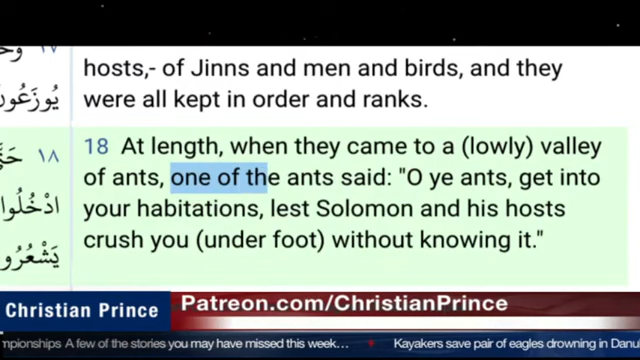 ١٧ وَحُ
hosts,- of Jinns and men and birds, and they
were all kept in order and ranks.
يُوزَعُونَ
18 At length, when they came to a (lowly) valley
١٨ حَتَّىٰ
of ants, one of the ants said: "O ye ants, get into
ادْخُلُوا
your habitations, lest Solomon and his hosts
crush you (under foot) without knowing it."
Christian Prince
Patreon.com/ChristianPrince
mpionships A few of the stories you may have missed this week... Kayakers save pair of eagles drowning in Danu